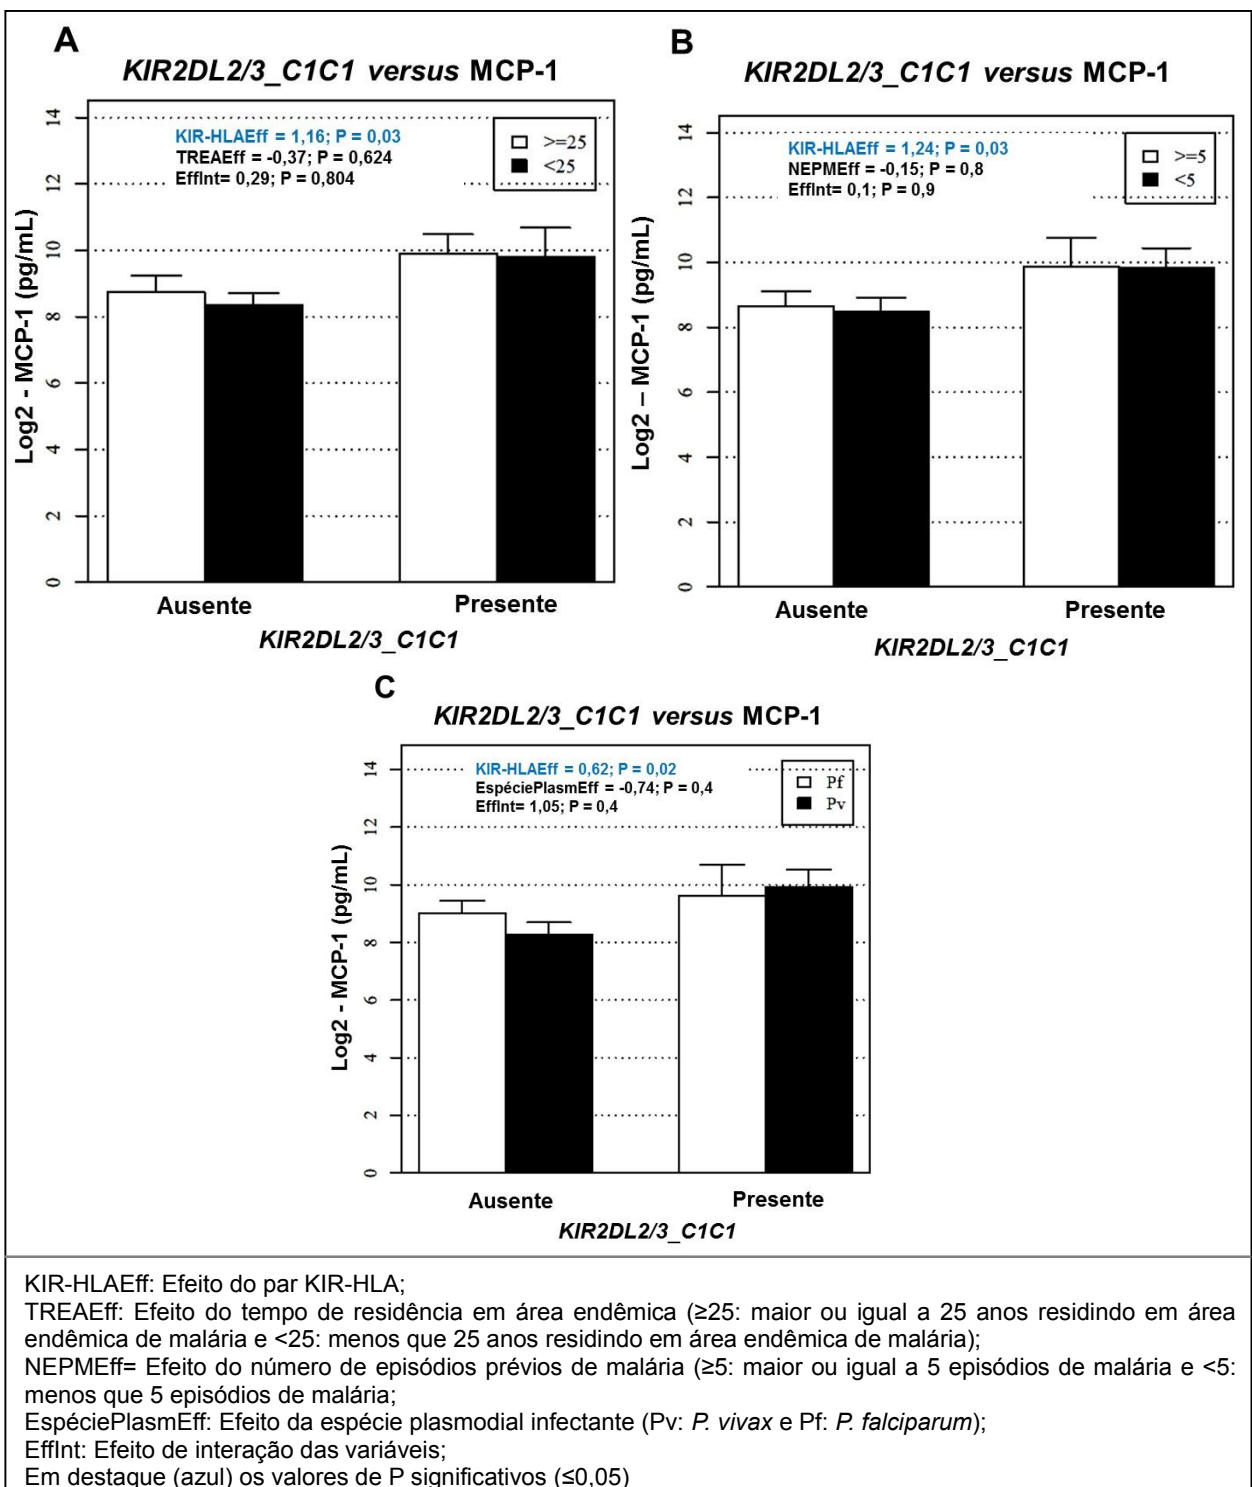 A
KIR2DL2/3_C1C1 versus MCP-1
KIR-HLAEff = 1,16; P = 0,03
TREAEff = -0,37; P = 0,624
EffInt= 0,29; P = 0,804
>=25
<25
Log2 - MCP-1 (pg/mL)
14
12
10
8
6
4
2
0
Ausente Presente
KIR2DL2/3_C1C1
B
KIR2DL2/3_C1C1 versus MCP-1
KIR-HLAEff = 1,24; P = 0,03
NEPMEff = -0,15; P = 0,8
EffInt= 0,1; P = 0,9
>=5
<5
Log2 – MCP-1 (pg/mL)
14
12
10
8
6
4
2
0
Ausente Presente
KIR2DL2/3_C1C1
C
KIR2DL2/3_C1C1 versus MCP-1
KIR-HLAEff = 0,62; P = 0,02
EspéciePlasmEff = -0,74; P = 0,4
EffInt= 1,05; P = 0,4
Pf
Pv
Log2 - MCP-1 (pg/mL)
14
12
10
8
6
4
2
0
Ausente Presente
KIR2DL2/3_C1C1
KIR-HLAEff: Efeito do par KIR-HLA;
TREAEff: Efeito do tempo de residência em área endêmica (≥25: maior ou igual a 25 anos residindo em área
endêmica de malária e <25: menos que 25 anos residindo em área endêmica de malária);
NEPMEff= Efeito do número de episódios prévios de malária (≥5: maior ou igual a 5 episódios de malária e <5:
menos que 5 episódios de malária;
EspéciePlasmEff: Efeito da espécie plasmodial infectante (Pv: P. vivax e Pf: P. falciparum);
EffInt: Efeito de interação das variáveis;
Em destaque (azul) os valores de P significativos (≤0,05)